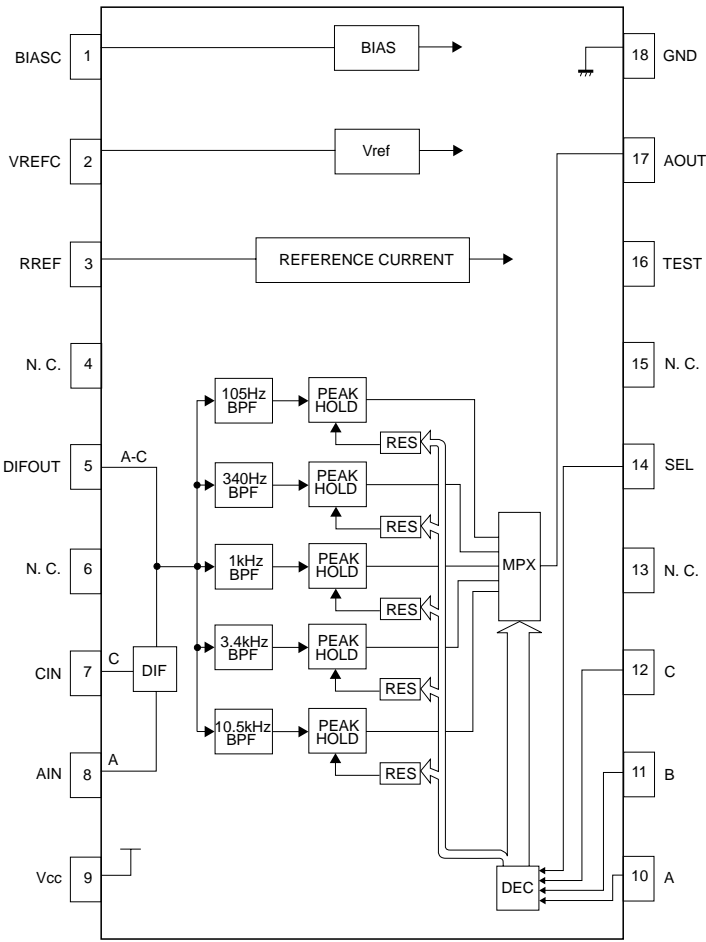 BIASC 1 BIAS 18 GND
VREFC 2 Vref 17 AOUT
RREF 3 REFERENCE CURRENT 16 TEST
N. C. 4 15 N. C.
105Hz
BPF
PEAK
HOLD
RES
DIFOUT 5 A-C 14 SEL
340Hz
BPF
PEAK
HOLD
RES
N. C. 6 13 N. C.
1kHz
BPF
PEAK
HOLD
MPX
RES
CIN 7 C DIF 12 C
3.4kHz
BPF
PEAK
HOLD
RES
10.5kHz
BPF
PEAK
HOLD
RES
AIN 8 A 11 B
Vcc 9 DEC 10 A